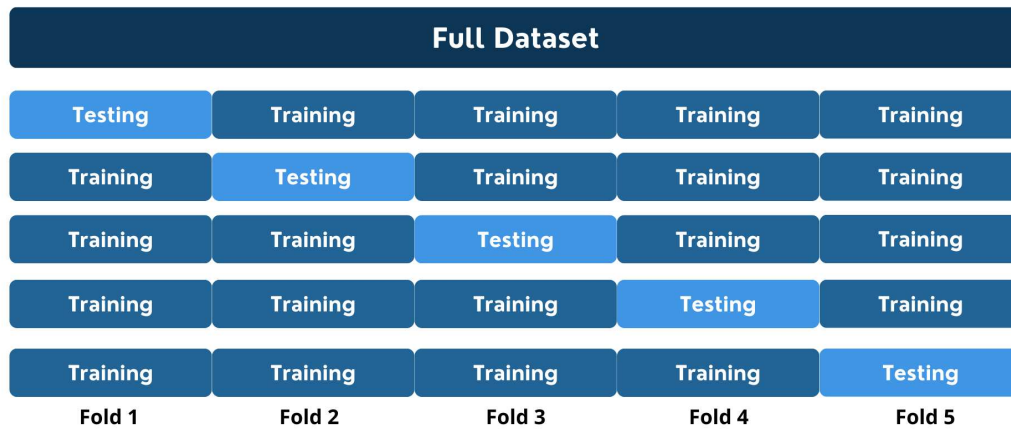 Full Dataset
Testing Training Training Training Training
Training Testing Training Training Training
Training Training Testing Training Training
Training Training Training Testing Training
Training Training Training Training Testing
Fold 1 Fold 2 Fold 3 Fold 4 Fold 5